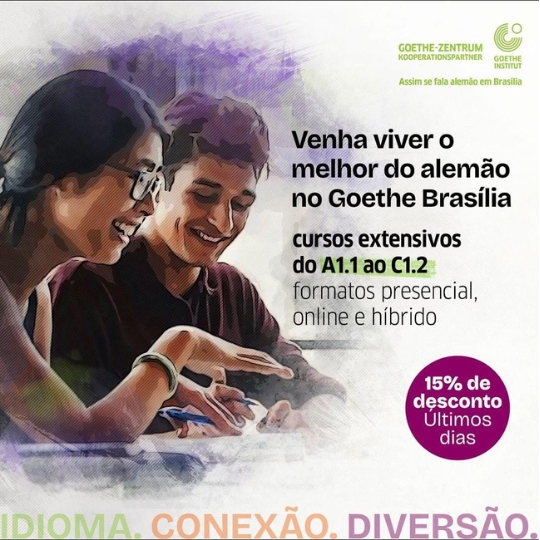 GOETHE-ZENTRUM
KOOPERATIONSPARTNER
GOETHE
INSTITUT
Assim se fala alemão em Brasília
Venha viver o
melhor do alemão
no Goethe Brasília
cursos extensivos
do A1.1 ao C1.2
formatos presencial,
online e híbrido
15% de
desconto
Últimos
dias
IDIOMA. CONEXÃO. DIVERSÃO.